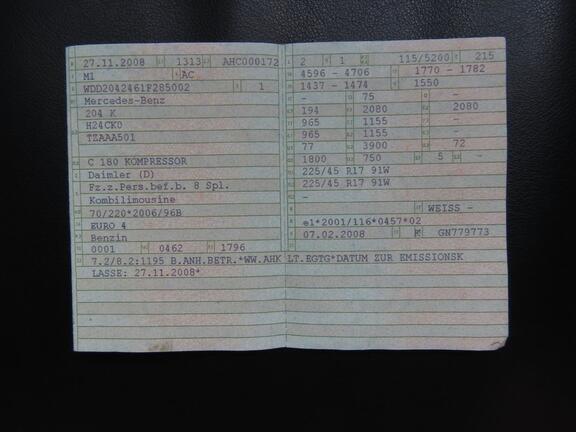 27.11.2008 1313 AHC000172
M1 AC
WDD2042461F285002 1
Mercedes-Benz
204 K
H24CK0
TZAAA501
C 180 KOMPRESSOR
Daimler (D)
Fz.z.Pers.bef.b. 8 Spl.
Kombilimousine
70/220*2006/96B
EURO 4
Benzin
0001 0462 1796
7.2/8.2:1195 B.ANH.BETR.*WW.AHK LT.EGTG*DATUM ZUR EMISSIONSK
LASSE: 27.11.2008*
2 1 115/5200 215
4596 - 4706 1770 - 1782
1437 - 1474 1550
- 75 -
194 2080 2080
965 1155 -
965 1155 -
77 3900 72
1800 750 5 -
225/45 R17 91W
225/45 R17 91W
-
WEISS -
e1*2001/116*0457*02
07.02.2008 K GN779773